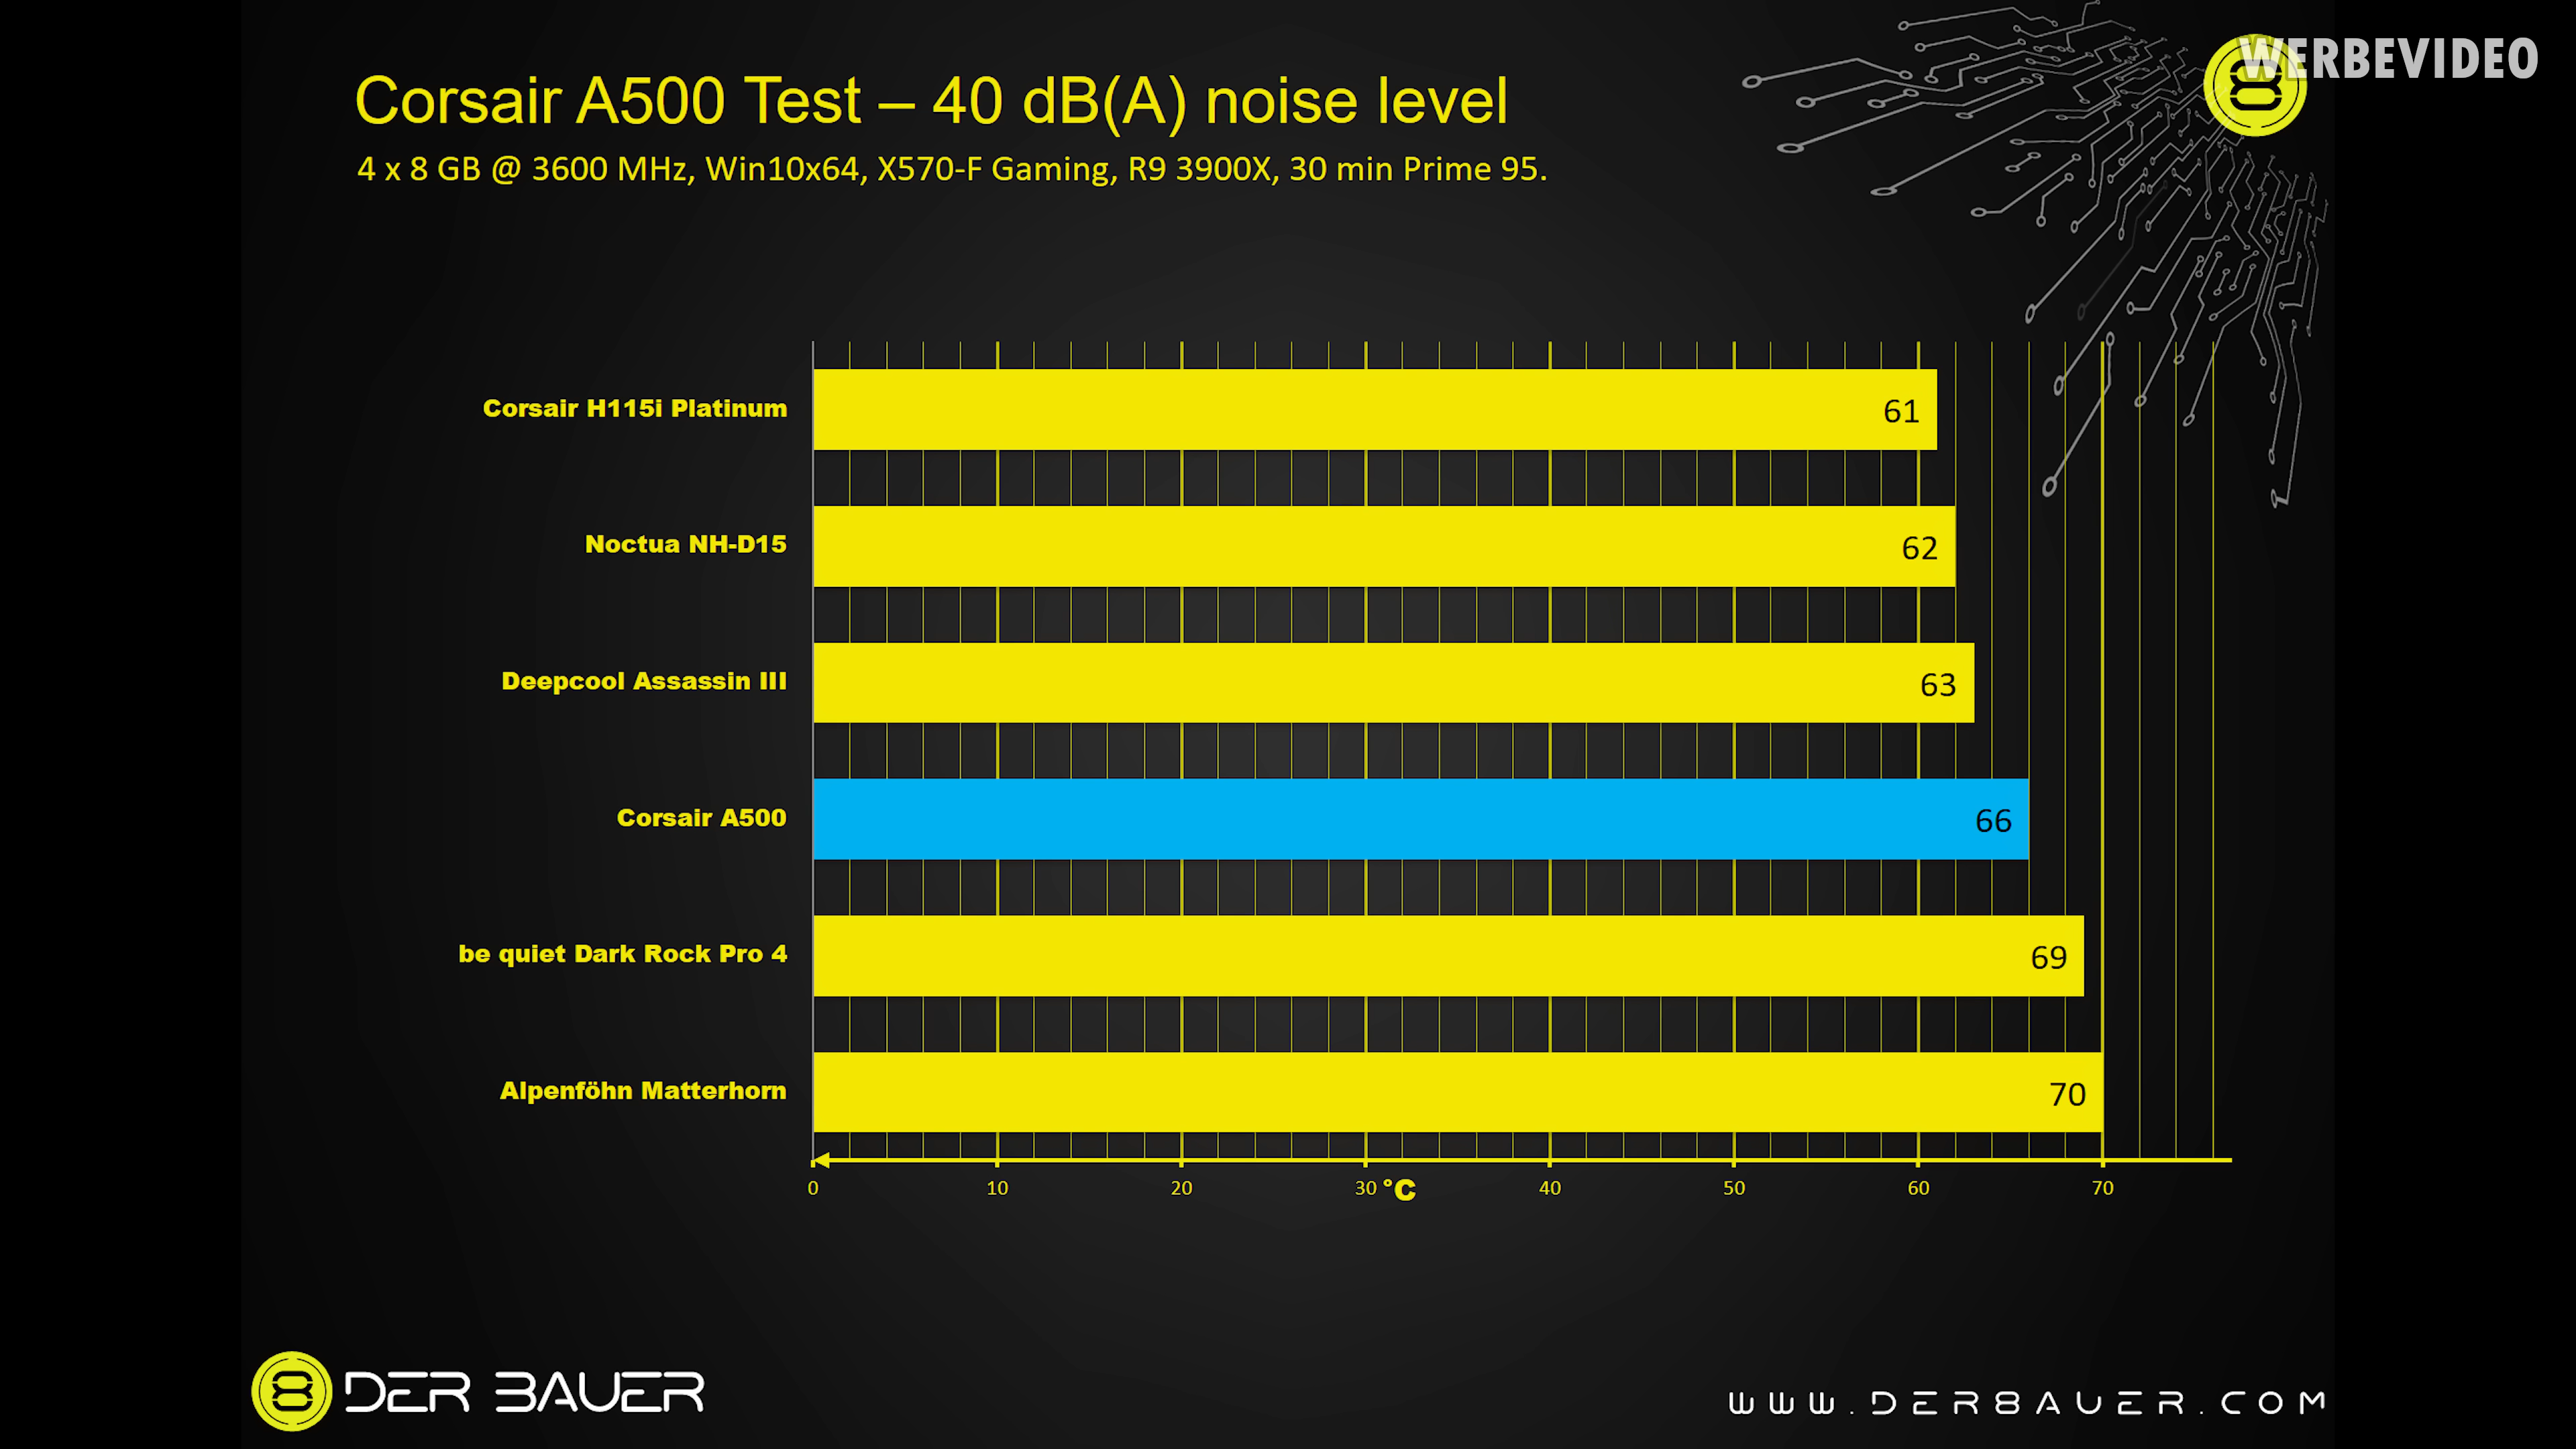 WERBEVIDEO
Corsair A500 Test – 40 dB(A) noise level
4 x 8 GB @ 3600 MHz, Win10x64, X570-F Gaming, R9 3900X, 30 min Prime 95.
Corsair H115i Platinum 61
Noctua NH-D15 62
Deepcool Assassin III 63
Corsair A500 66
be quiet Dark Rock Pro 4 69
Alpenföhn Matterhorn 70
0 10 20 30 40 50 60 70
°C
DER 8AUER
WWW.DER8AUER.COM